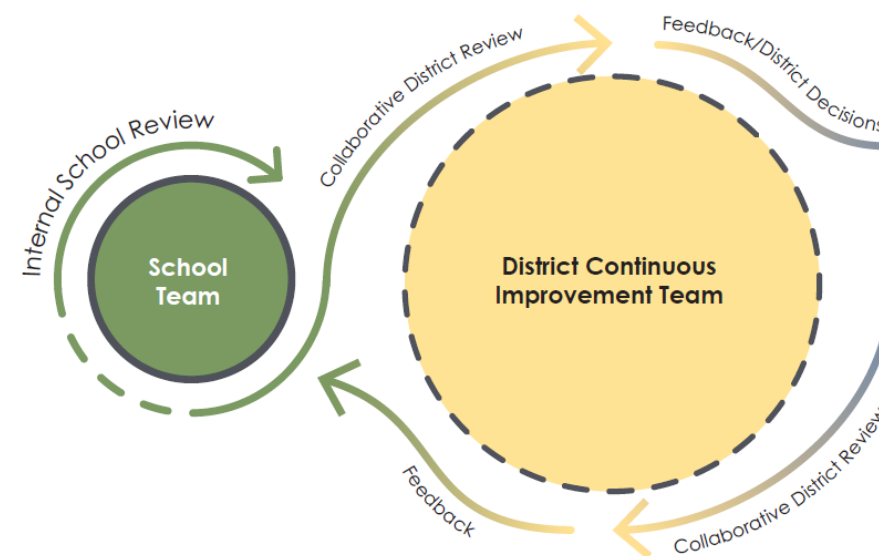 Internal School Review
School
Team
Collaborative District Review
Feedback/District Decisions
District Continuous
Improvement Team
Feedback
Collaborative District Review